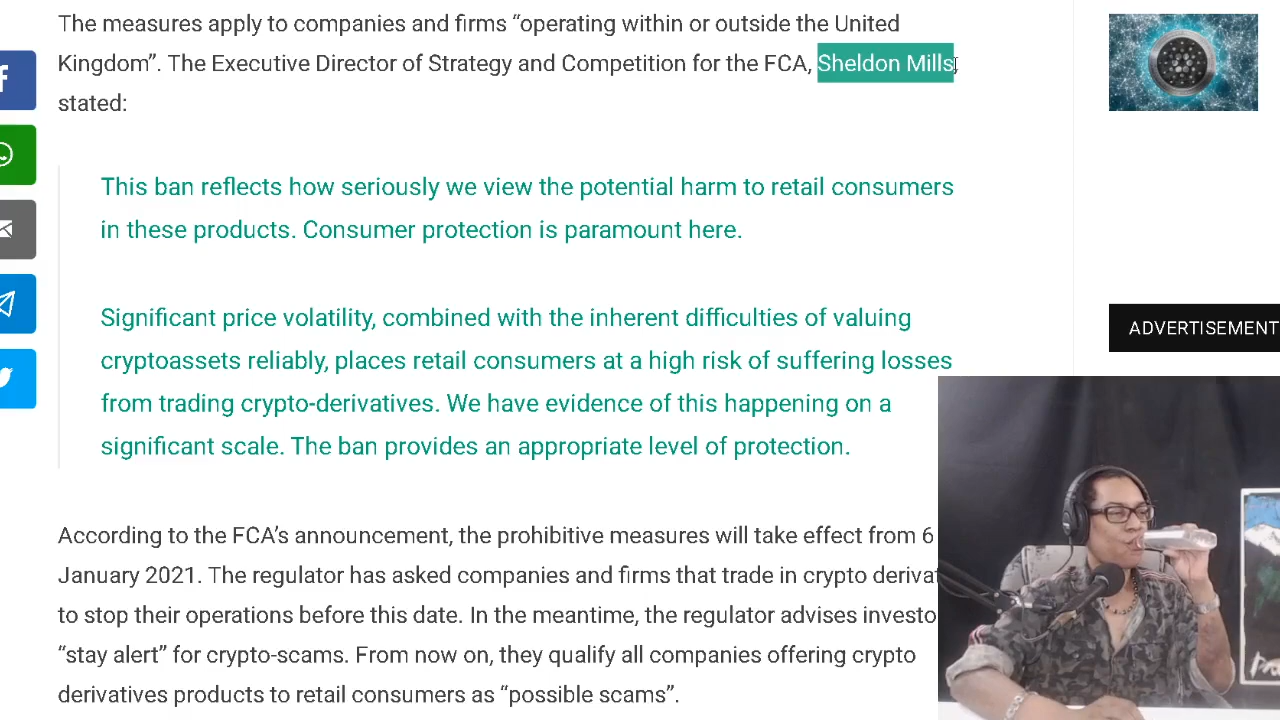 The measures apply to companies and firms “operating within or outside the United
Kingdom”. The Executive Director of Strategy and Competition for the FCA, Sheldon Mills,
stated:
This ban reflects how seriously we view the potential harm to retail consumers
in these products. Consumer protection is paramount here.
Significant price volatility, combined with the inherent difficulties of valuing
cryptoassets reliably, places retail consumers at a high risk of suffering losses
from trading crypto-derivatives. We have evidence of this happening on a
significant scale. The ban provides an appropriate level of protection.
ADVERTISEMENT
According to the FCA’s announcement, the prohibitive measures will take effect from 6
January 2021. The regulator has asked companies and firms that trade in crypto
to stop their operations before this date. In the meantime, the regulator advises
“stay alert” for crypto-scams. From now on, they qualify all companies offering crypto
derivatives products to retail consumers as “possible scams”.